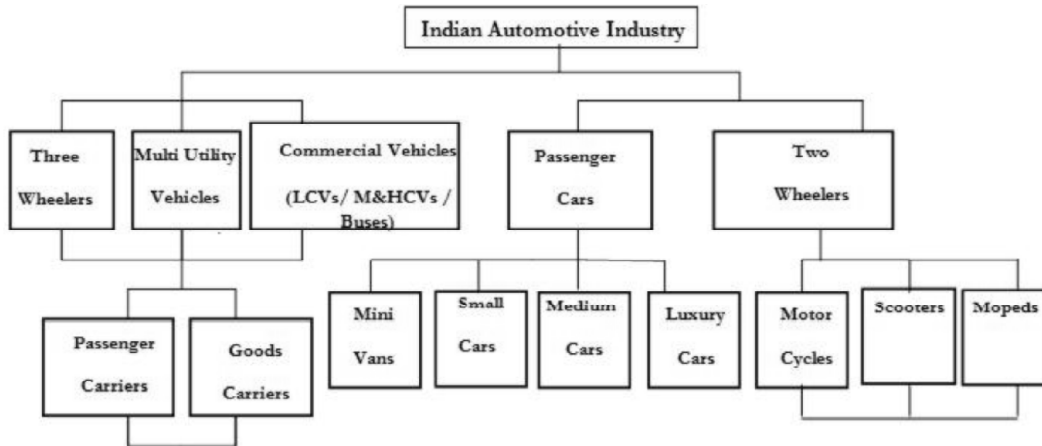 Indian Automotive Industry
Three
Wheelers
Multi Utility
Vehicles
Commercial Vehicles
(LCVs/ M&HCVs /
Buses)
Passenger
Cars
Two
Wheelers
Passenger
Carriers
Goods
Carriers
Mini
Vans
Small
Cars
Medium
Cars
Luxury
Cars
Motor
Cycles
Scooters
Mopeds